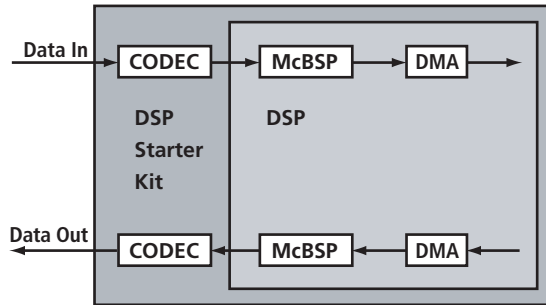 Data In
CODEC
McBSP
DMA
DSP
Starter
Kit
DSP
Data Out
CODEC
McBSP
DMA